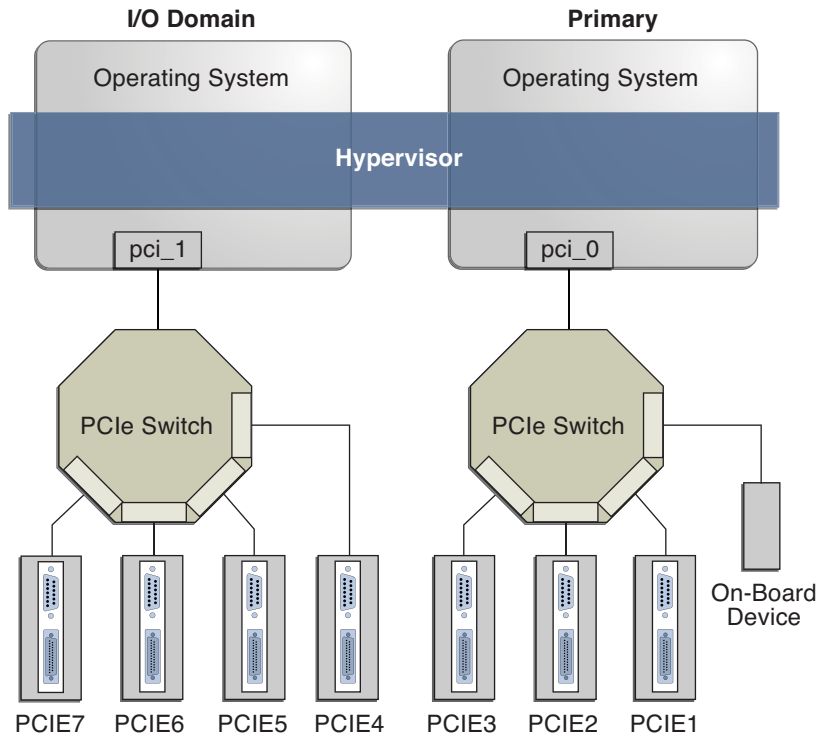 I/O Domain
Primary
Operating System
Operating System
Hypervisor
pci_1
pci_0
PCIe Switch
PCIe Switch
On-Board
Device
PCIE7
PCIE6
PCIE5
PCIE4
PCIE3
PCIE2
PCIE1